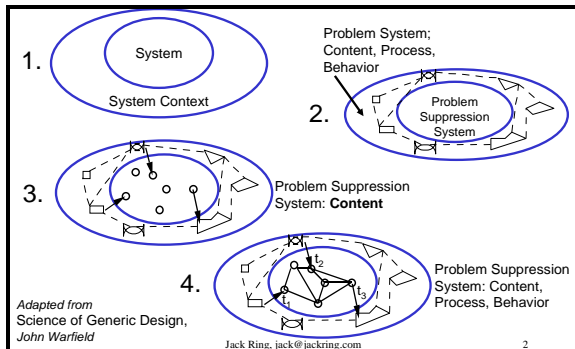 1.
System
System Context
Problem System;
Content, Process,
Behavior
2.
Problem
Suppression
System
3.
Problem Suppression
System: Content
4.
t1
t2
t3
Problem Suppression
System: Content,
Process, Behavior
Adapted from
Science of Generic Design,
John Warfield
Jack Ring, jack@jackring.com
2